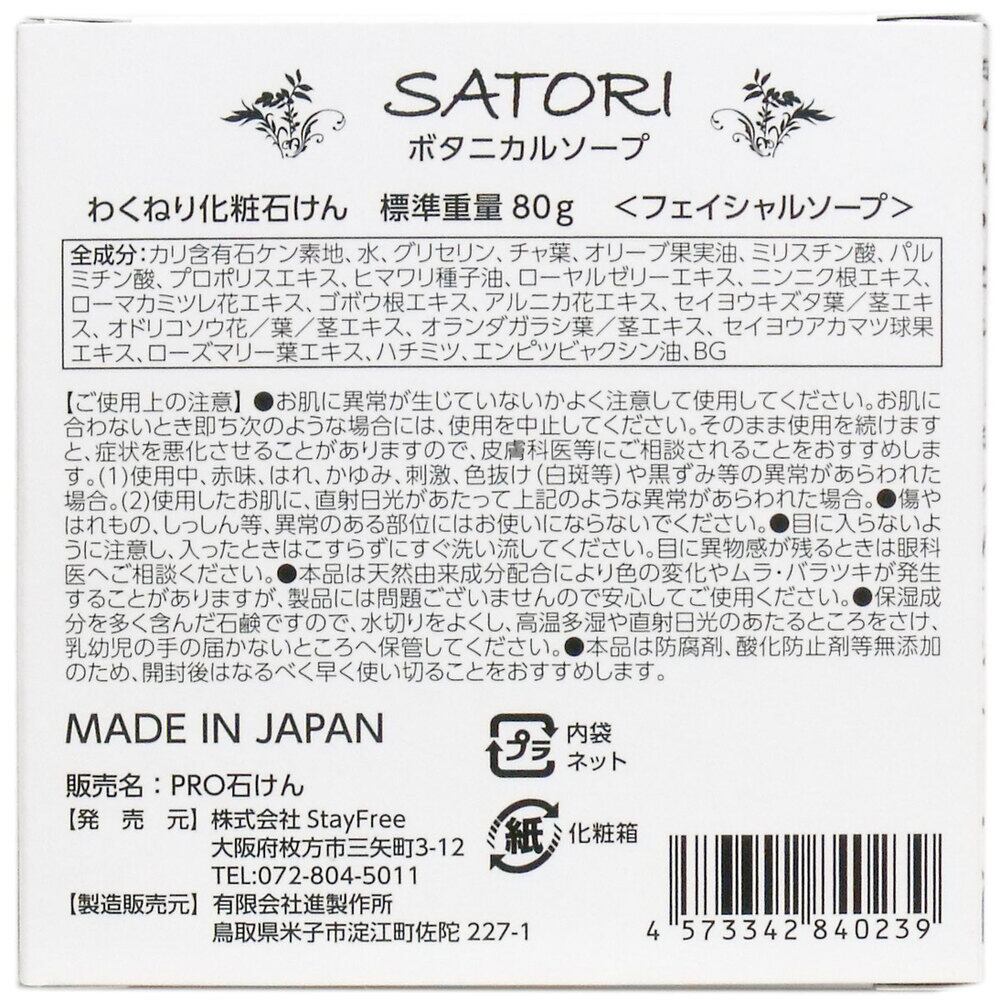 SATORI
ボタニカルソープ
わくねり化粧石けん 標準重量 80g <フェイシャルソープ>
全成分:カリ含有石ケン素地、水、グリセリン、チャ葉、オリーブ果実油、ミリスチン酸、パル
ミチン酸、プロポリスエキス、ヒマワリ種子油、ローヤルゼリーエキス、ニンニク根エキス、
ローマカミツレ花エキス、ゴボウ根エキス、アルニカ花エキス、セイヨウキズタ葉/茎エキ
ス、オドリコソウ花/葉/茎エキス、オランダガラシ葉/茎エキス、セイヨウアカマツ球果
エキス、ローズマリー葉エキス、ハチミツ、エンピツビャクシン油、BG
【ご使用上の注意】●お肌に異常が生じていないかよく注意して使用してください。お肌に
合わないとき即ち次のような場合には、使用を中止してください。そのまま使用を続けます
と、症状を悪化させることがありますので、皮膚科医等にご相談されることをおすすめしま
す。(1)使用中、赤味、はれ、かゆみ、刺激、色抜け(白斑等)や黒ずみ等の異常があらわれた
場合。(2)使用したお肌に、直射日光があたって上記のような異常があらわれた場合。●傷や
はれもの、しっしん等、異常のある部位にはお使いにならないでください。●目に入らないよ
うに注意し、入ったときはこすらずにすぐ洗い流してください。目に異物感が残るときは眼科
医へご相談ください。●本品は天然由来成分配合により色の変化やムラ・バラツキが発生
することがありますが、製品には問題ございませんので安心してご使用ください。●保湿成
分を多く含んだ石鹸ですので、水切りをよくし、高温多湿や直射日光のあたるところをさけ、
乳幼児の手の届かないところへ保管してください。●本品は防腐剤、酸化防止剤等無添加
のため、開封後はなるべく早く使い切ることをおすすめします。
MADE IN JAPAN
プラ 内袋
ネット
販売名:PRO石けん
【発売元】株式会社 StayFree
大阪府枚方市三矢町3-12
TEL:072-804-5011
紙 化粧箱
【製造販売元】有限会社進製作所
鳥取県米子市淀江町佐陀 227-1
4 573342 840239